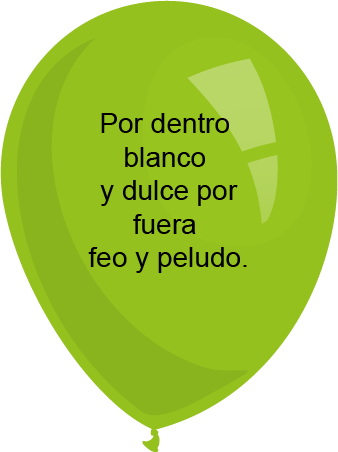 Por dentro
blanco
y dulce por
fuera
feo y peludo.